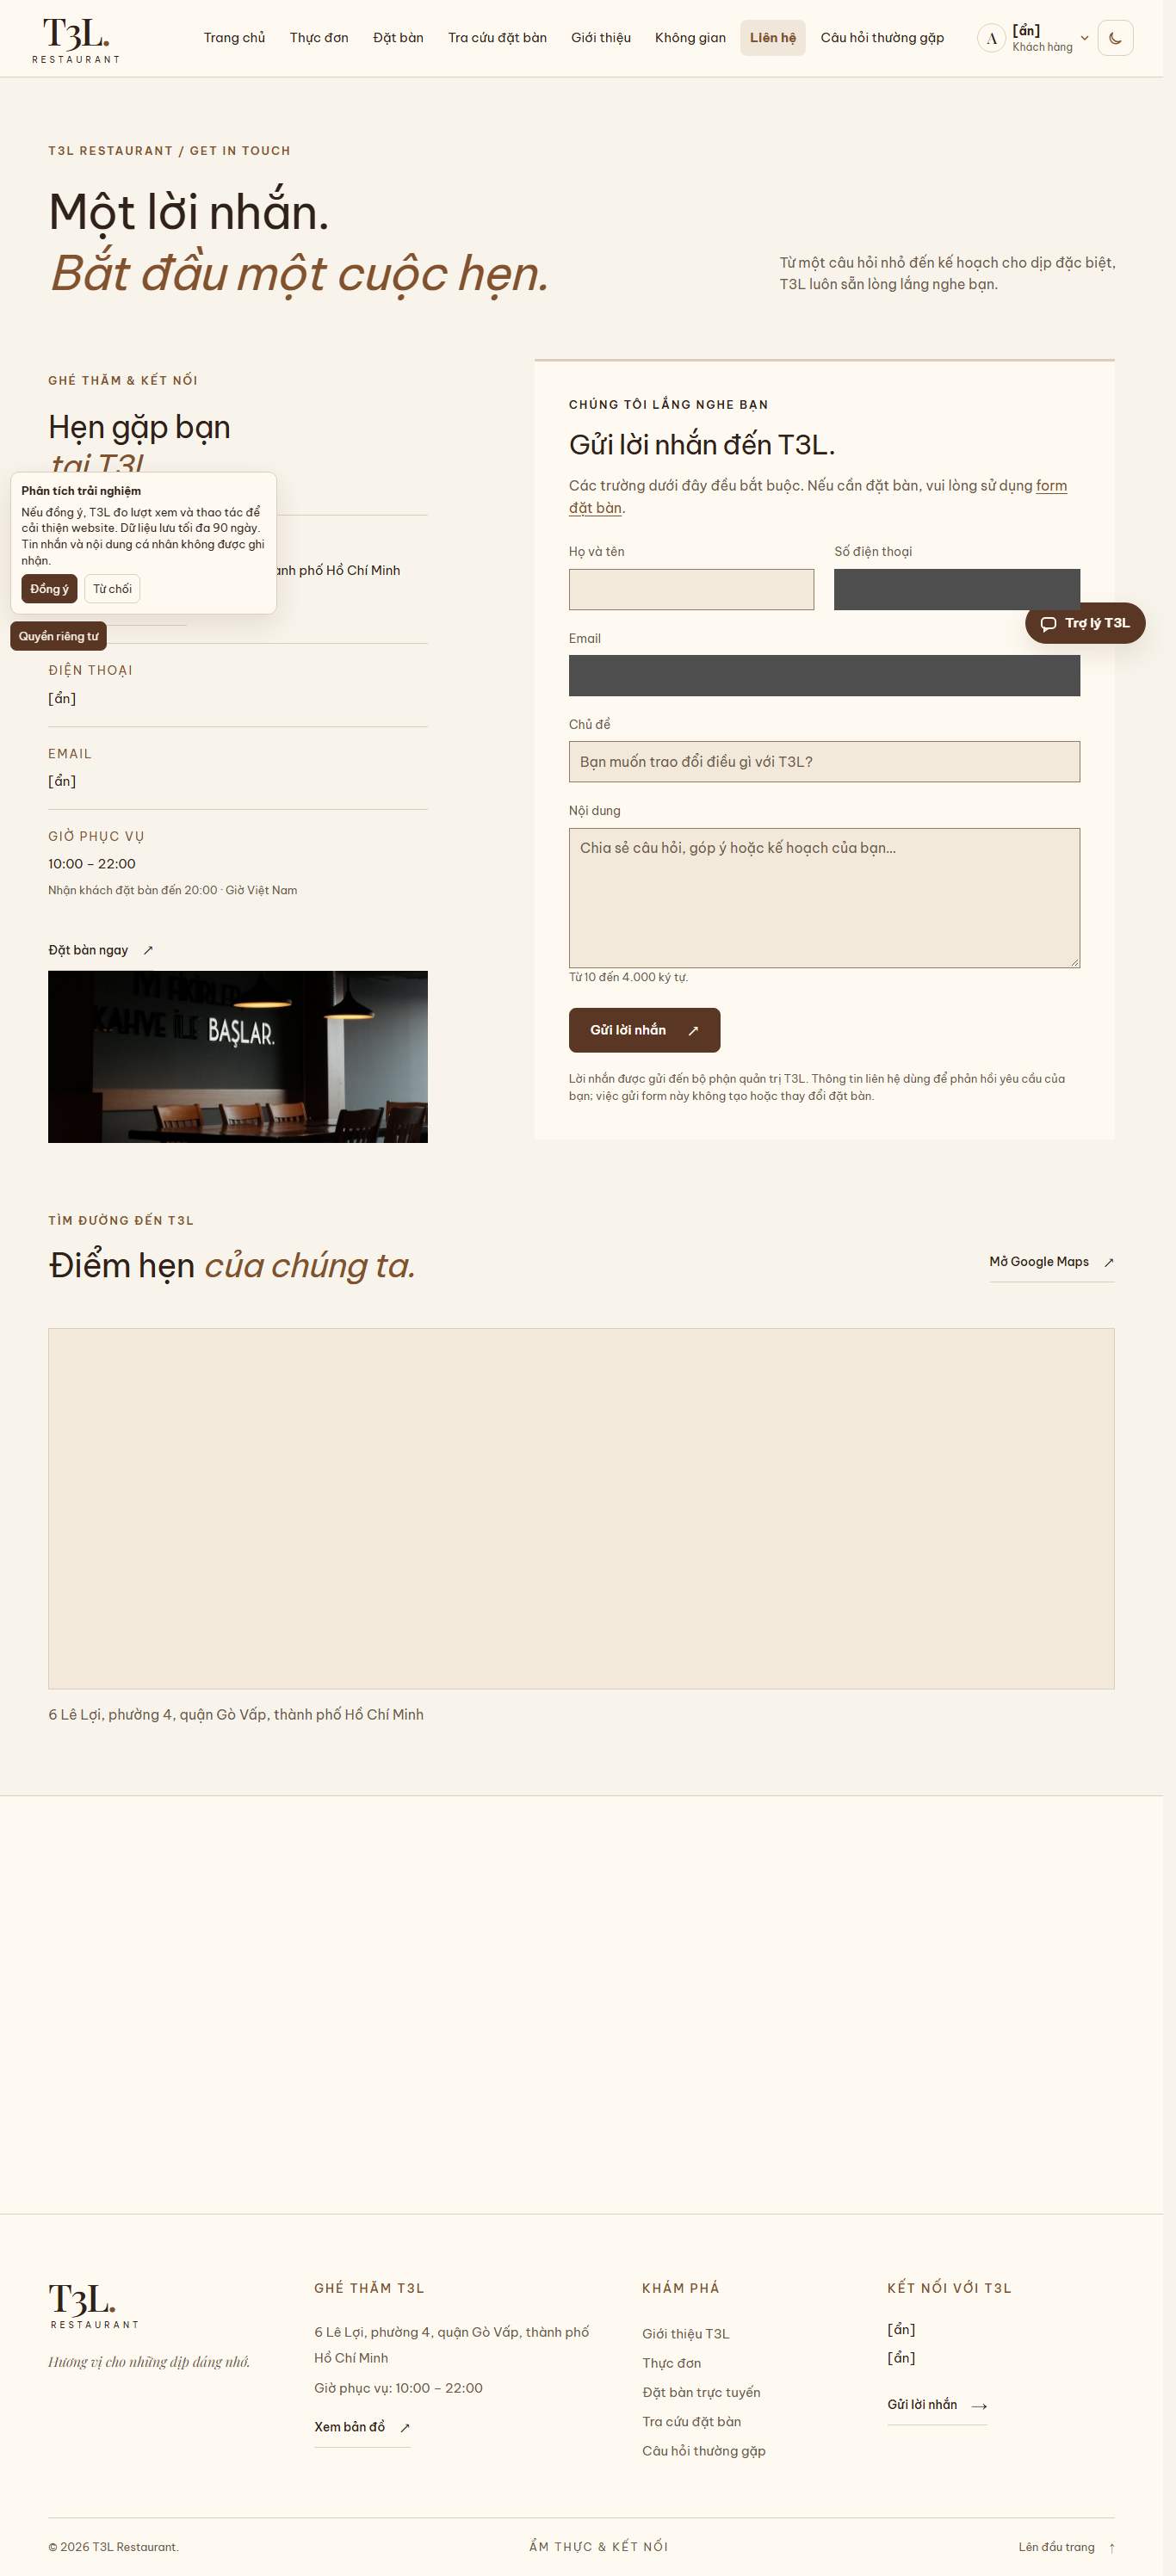 T3L.
RESTAURANT
Trang chủ
Thực đơn
Đặt bàn
Tra cứu đặt bàn
Giới thiệu
Không gian
Liên hệ
Câu hỏi thường gặp
A
[ẩn]
Khách hàng
T3L RESTAURANT / GET IN TOUCH
Một lời nhắn.
Bắt đầu một cuộc hẹn.
Từ một câu hỏi nhỏ đến kế hoạch cho dịp đặc biệt,
T3L luôn sẵn lòng lắng nghe bạn.
GHÉ THĂM & KẾT NỐI
Hẹn gặp bạn
tại T3L
Phân tích trải nghiệm
Nếu đồng ý, T3L đo lượt xem và thao tác để
cải thiện website. Dữ liệu lưu tối đa 90 ngày.
Tin nhắn và nội dung cá nhân không được ghi
nhận.
Đồng ý
Từ chối
Quyền riêng tư
phố Hồ Chí Minh
ĐIỆN THOẠI
[ẩn]
EMAIL
[ẩn]
GIỜ PHỤC VỤ
10:00 – 22:00
Nhận khách đặt bàn đến 20:00 · Giờ Việt Nam
Đặt bàn ngay ↗
KAHVE İLE BAŞLAR.
CHÚNG TÔI LẮNG NGHE BẠN
Gửi lời nhắn đến T3L.
Các trường dưới đây đều bắt buộc. Nếu cần đặt bàn, vui lòng sử dụng form
đặt bàn.
Họ và tên
Số điện thoại
Trợ lý T3L
Email
Chủ đề
Bạn muốn trao đổi điều gì với T3L?
Nội dung
Chia sẻ câu hỏi, góp ý hoặc kế hoạch của bạn...
Từ 10 đến 4.000 ký tự.
Gửi lời nhắn ↗
Lời nhắn được gửi đến bộ phận quản trị T3L. Thông tin liên hệ dùng để phản hồi yêu cầu của
bạn; việc gửi form này không tạo hoặc thay đổi đặt bàn.
TÌM ĐƯỜNG ĐẾN T3L
Điểm hẹn của chúng ta.
Mở Google Maps ↗
6 Lê Lợi, phường 4, quận Gò Vấp, thành phố Hồ Chí Minh
T3L.
RESTAURANT
Hương vị cho những dịp đáng nhớ.
GHÉ THĂM T3L
6 Lê Lợi, phường 4, quận Gò Vấp, thành phố
Hồ Chí Minh
Giờ phục vụ: 10:00 – 22:00
Xem bản đồ ↗
KHÁM PHÁ
Giới thiệu T3L
Thực đơn
Đặt bàn trực tuyến
Tra cứu đặt bàn
Câu hỏi thường gặp
KẾT NỐI VỚI T3L
[ẩn]
[ẩn]
Gửi lời nhắn →
© 2026 T3L Restaurant.
ẨM THỰC & KẾT NỐI
Lên đầu trang ↑